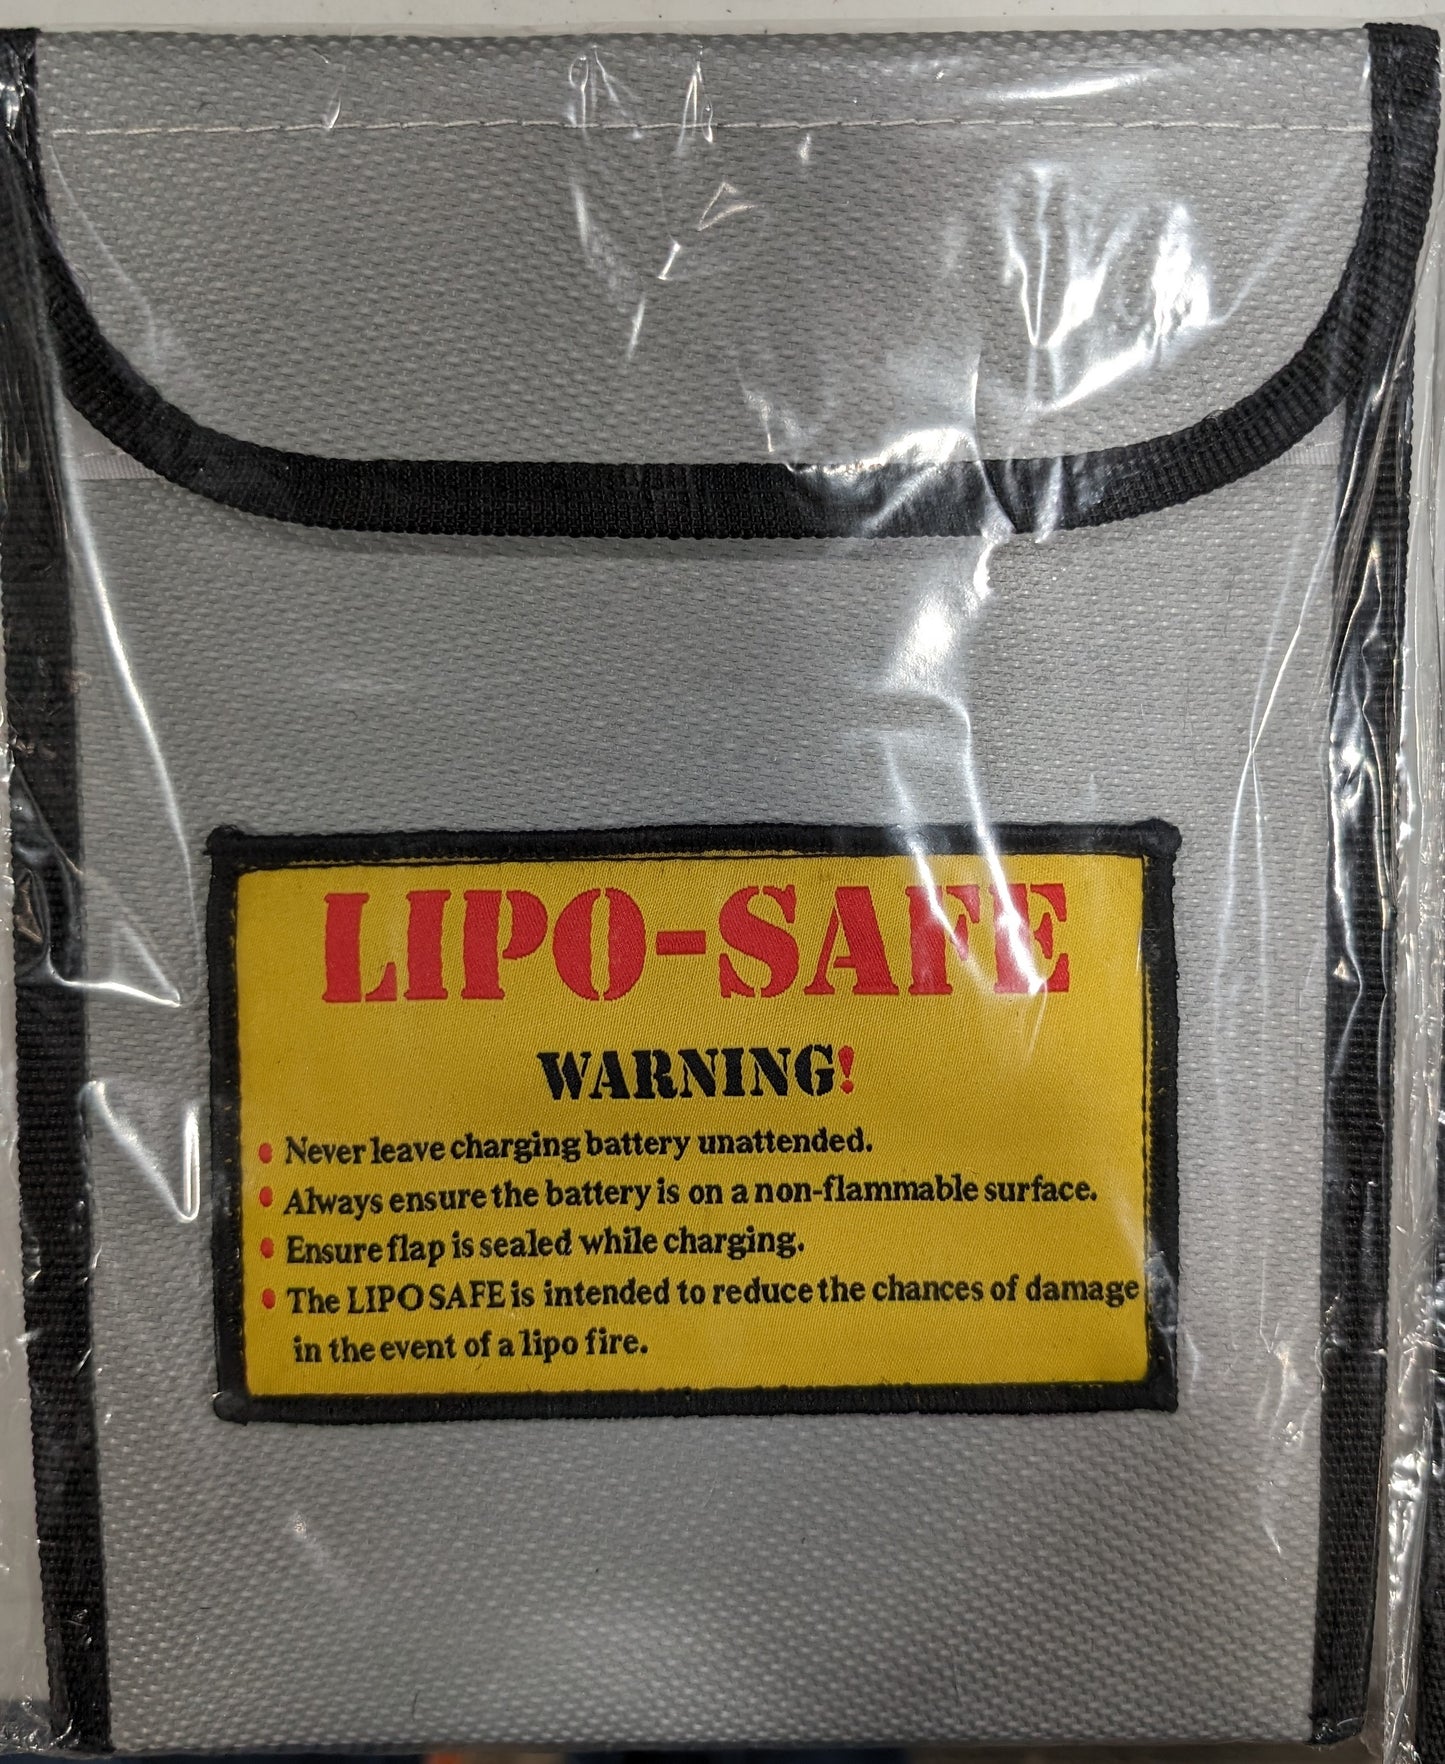 LIPO-SAFE
WARNING!
• Never leave charging battery unattended.
• Always ensure the battery is on a non-flammable surface.
• Ensure flap is sealed while charging.
• The LIPO SAFE is intended to reduce the chances of damage
in the event of a lipo fire.